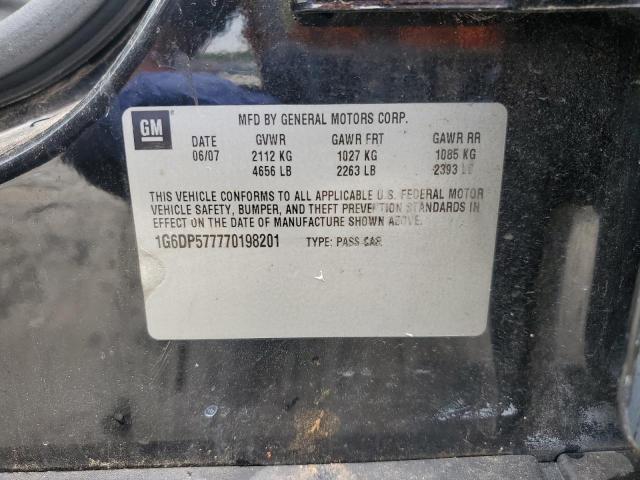 GM
MFD BY GENERAL MOTORS CORP.
DATE GVWR GAWR FRT GAWR RR
06/07 2112 KG 1027 KG 1085 KG
4656 LB 2263 LB 2393 LB
THIS VEHICLE CONFORMS TO ALL APPLICABLE U.S. FEDERAL MOTOR
VEHICLE SAFETY, BUMPER, AND THEFT PREVENTION STANDARDS IN
EFFECT ON THE DATE OF MANUFACTURE SHOWN ABOVE.
1G6DP577770198201 TYPE: PASS CAR